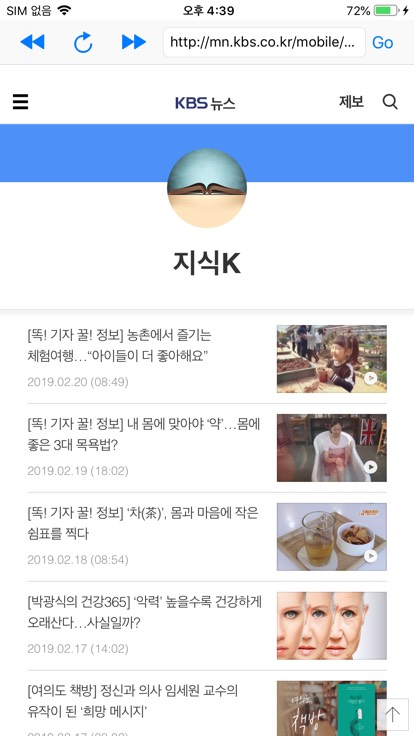 SIM 없음
오후 4:39
72%
http://mn.kbs.co.kr/mobile/...
Go
KBS 뉴스
제보
지식K
[똑! 기자 꿀! 정보] 농촌에서 즐기는
체험여행…“아이들이 더 좋아해요”
2019.02.20 (08:49)
[똑! 기자 꿀! 정보] 내 몸에 맞아야 ‘약’…몸에
좋은 3대 목욕법?
2019.02.19 (18:02)
[똑! 기자 꿀! 정보] ‘차(茶)’, 몸과 마음에 작은
쉼표를 찍다
2019.02.18 (08:54)
[박광식의 건강365] ‘악력’ 높을수록 건강하게
오래산다…사실일까?
2019.02.17 (14:02)
[여의도 책방] 정신과 의사 임세원 교수의
유작이 된 ‘희망 메시지’
여의도
책방